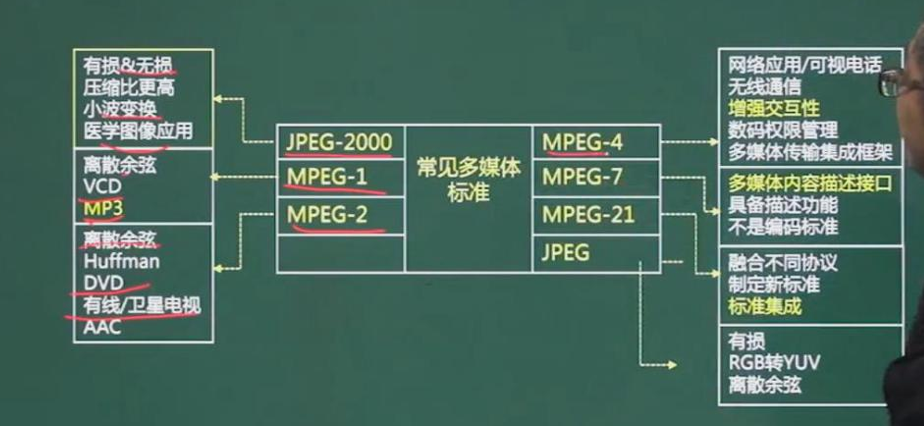 有损&无损
压缩比更高
小波变换
医学图像应用
离散余弦
VCD
MP3
离散余弦
Huffman
DVD
有线/卫星电视
AAC
JPEG-2000
MPEG-1
MPEG-2
常见多媒体
标准
MPEG-4
MPEG-7
MPEG-21
JPEG
网络应用/可视电话
无线通信
增强交互性
数码权限管理
多媒体传输集成框架
多媒体内容描述接口
具备描述功能
不是编码标准
融合不同协议
制定新标准
标准集成
有损
RGB转YUV
离散余弦